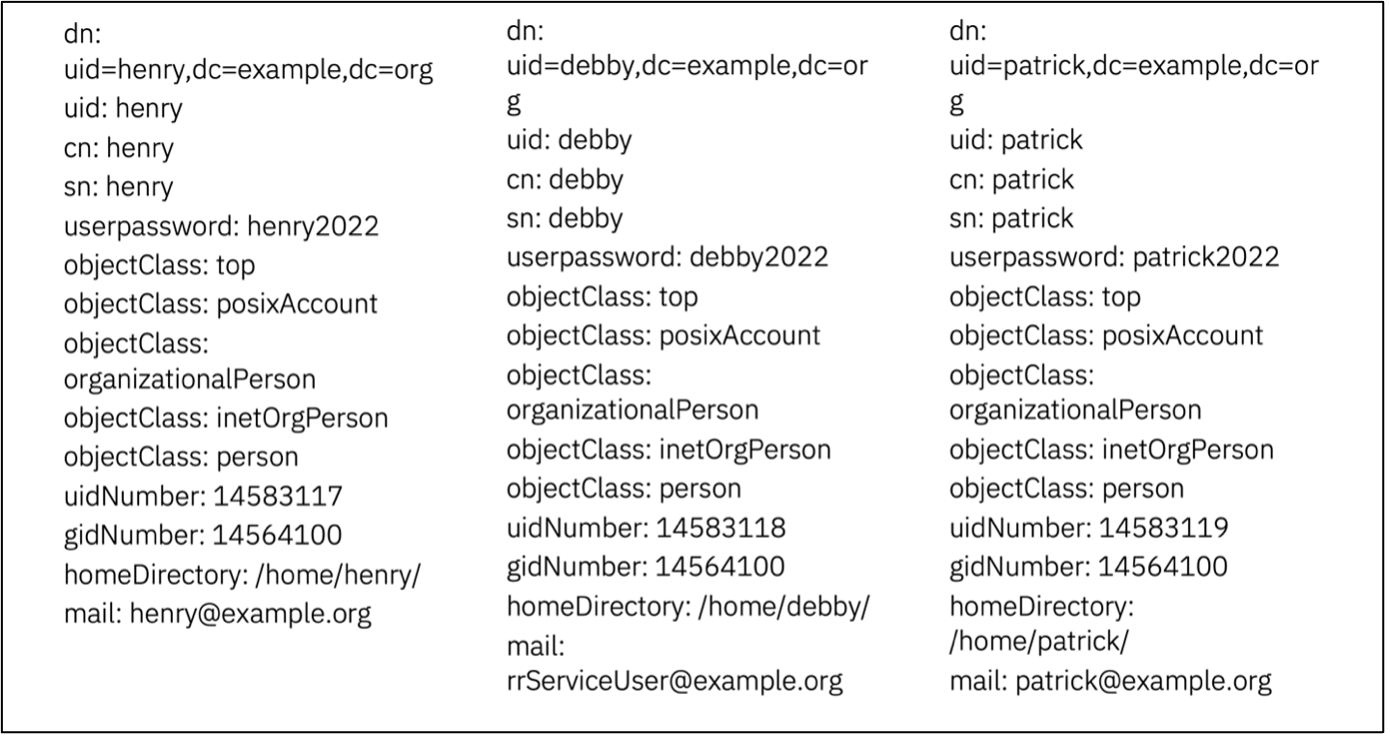 dn:
uid=henry,dc=example,dc=org
uid: henry
cn: henry
sn: henry
userpassword: henry2022
objectClass: top
objectClass: posixAccount
objectClass:
organizationalPerson
objectClass: inetOrgPerson
objectClass: person
uidNumber: 14583117
gidNumber: 14564100
homeDirectory: /home/henry/
mail: henry@example.org
dn:
uid=debby,dc=example,dc=or
g
uid: debby
cn: debby
sn: debby
userpassword: debby2022
objectClass: top
objectClass: posixAccount
objectClass:
organizationalPerson
objectClass: inetOrgPerson
objectClass: person
uidNumber: 14583118
gidNumber: 14564100
homeDirectory: /home/debby/
mail:
rrServiceUser@example.org
dn:
uid=patrick,dc=example,dc=or
g
uid: patrick
cn: patrick
sn: patrick
userpassword: patrick2022
objectClass: top
objectClass: posixAccount
objectClass:
organizationalPerson
objectClass: inetOrgPerson
objectClass: person
uidNumber: 14583119
gidNumber: 14564100
homeDirectory:
/home/patrick/
mail: patrick@example.org